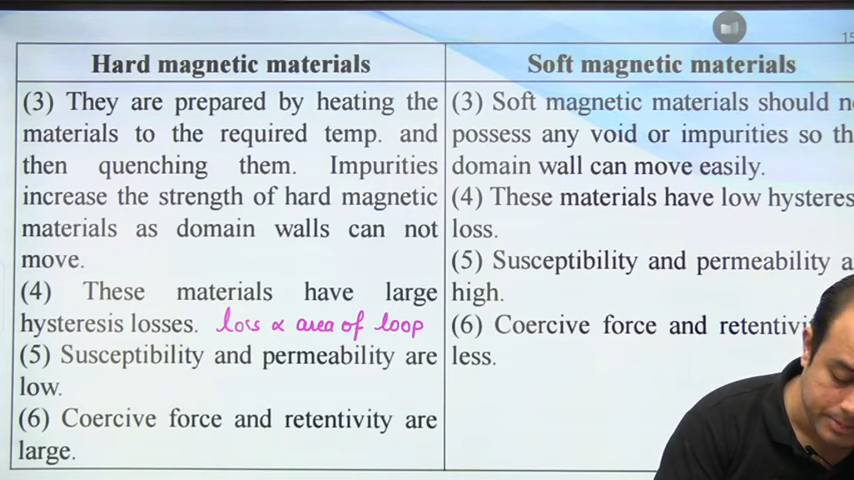 15
Hard magnetic materials
Soft magnetic materials
(3) They are prepared by heating the
materials to the required temp. and
then quenching them. Impurities
increase the strength of hard magnetic
materials as domain walls can not
move.
(4) These materials have large
hysteresis losses. loss ∝ area of loop
(5) Susceptibility and permeability are
low.
(6) Coercive force and retentivity are
large.
(3) Soft magnetic materials should
possess any void or impurities so
domain wall can move easily.
(4) These materials have low
loss.
(5) Susceptibility and permeability
high.
(6) Coercive force and
less.